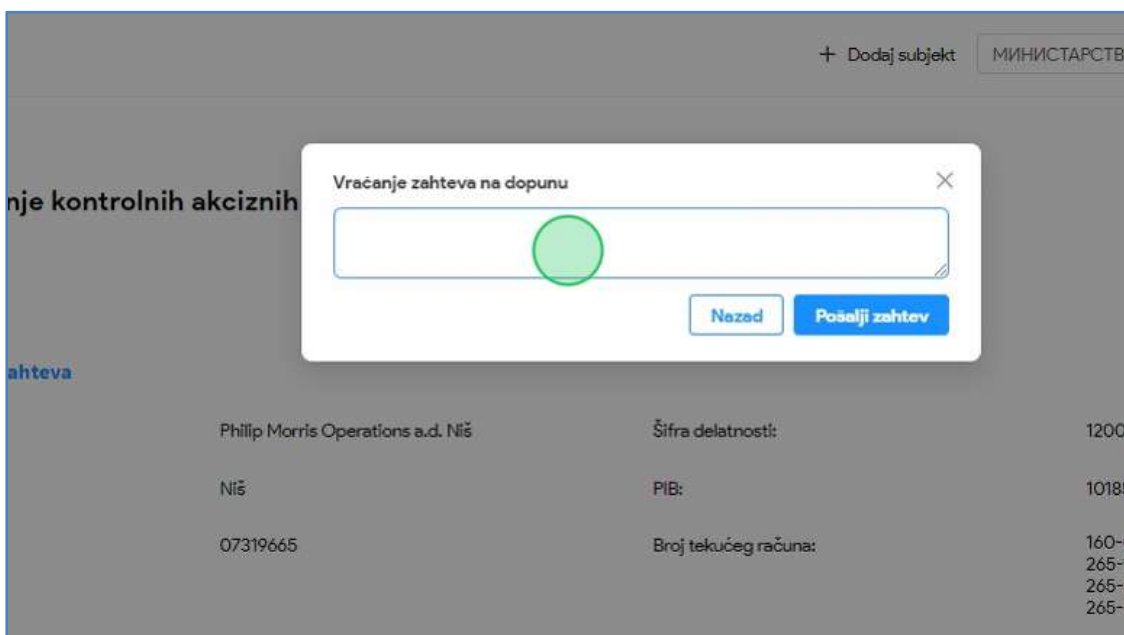 + Dodaj subjekt МИНИСТАРСТВ
Vraćanje zahteva na dopunu
nje kontrolnih akciznih
Nazad Pošalji zahtev
ahteva
Philip Morris Operations a.d. Niš Šifra delatnosti: 1200
Niš PIB: 1018
07319665 Broj tekućeg računa: 160-
265-
265-
265-